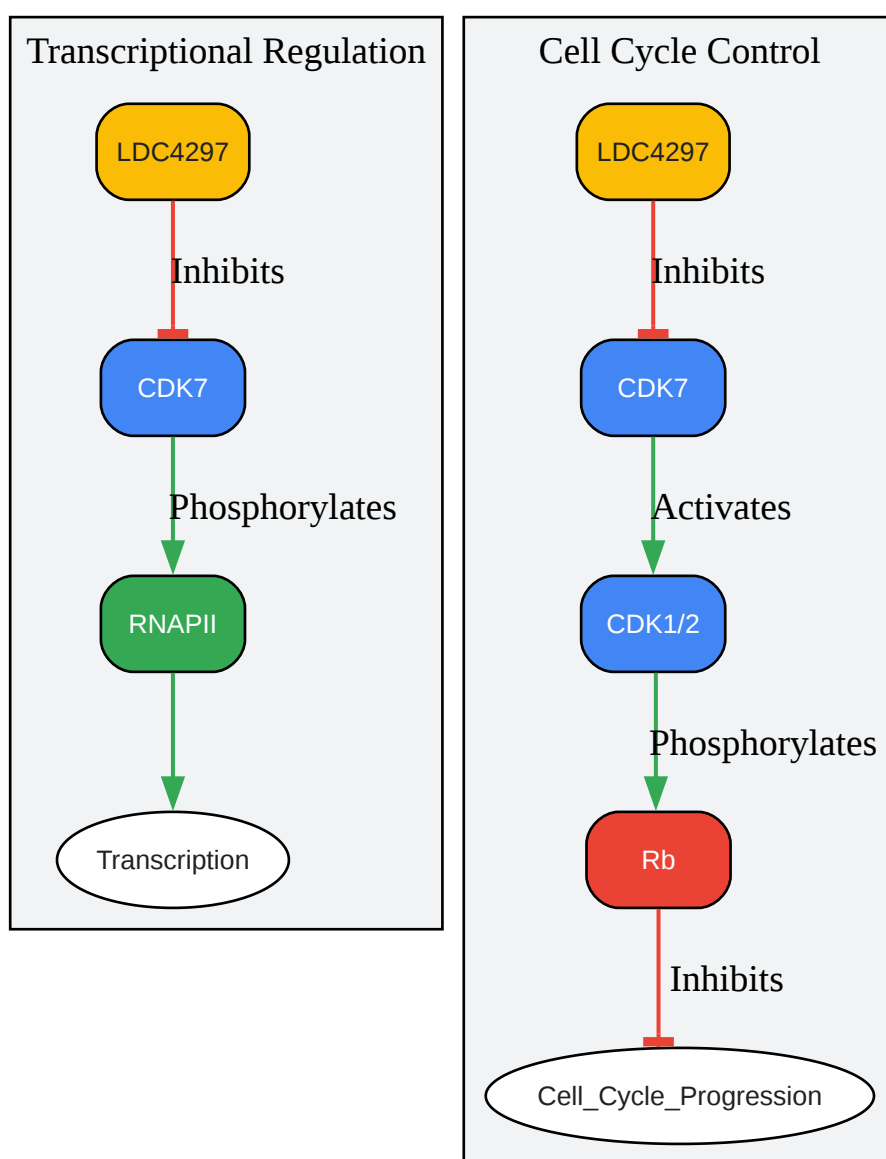 Transcriptional Regulation
LDC4297
Inhibits
CDK7
Phosphorylates
RNAPII
Transcription
Cell Cycle Control
LDC4297
Inhibits
CDK7
Activates
CDK1/2
Phosphorylates
Rb
Inhibits
Cell_Cycle_Progression